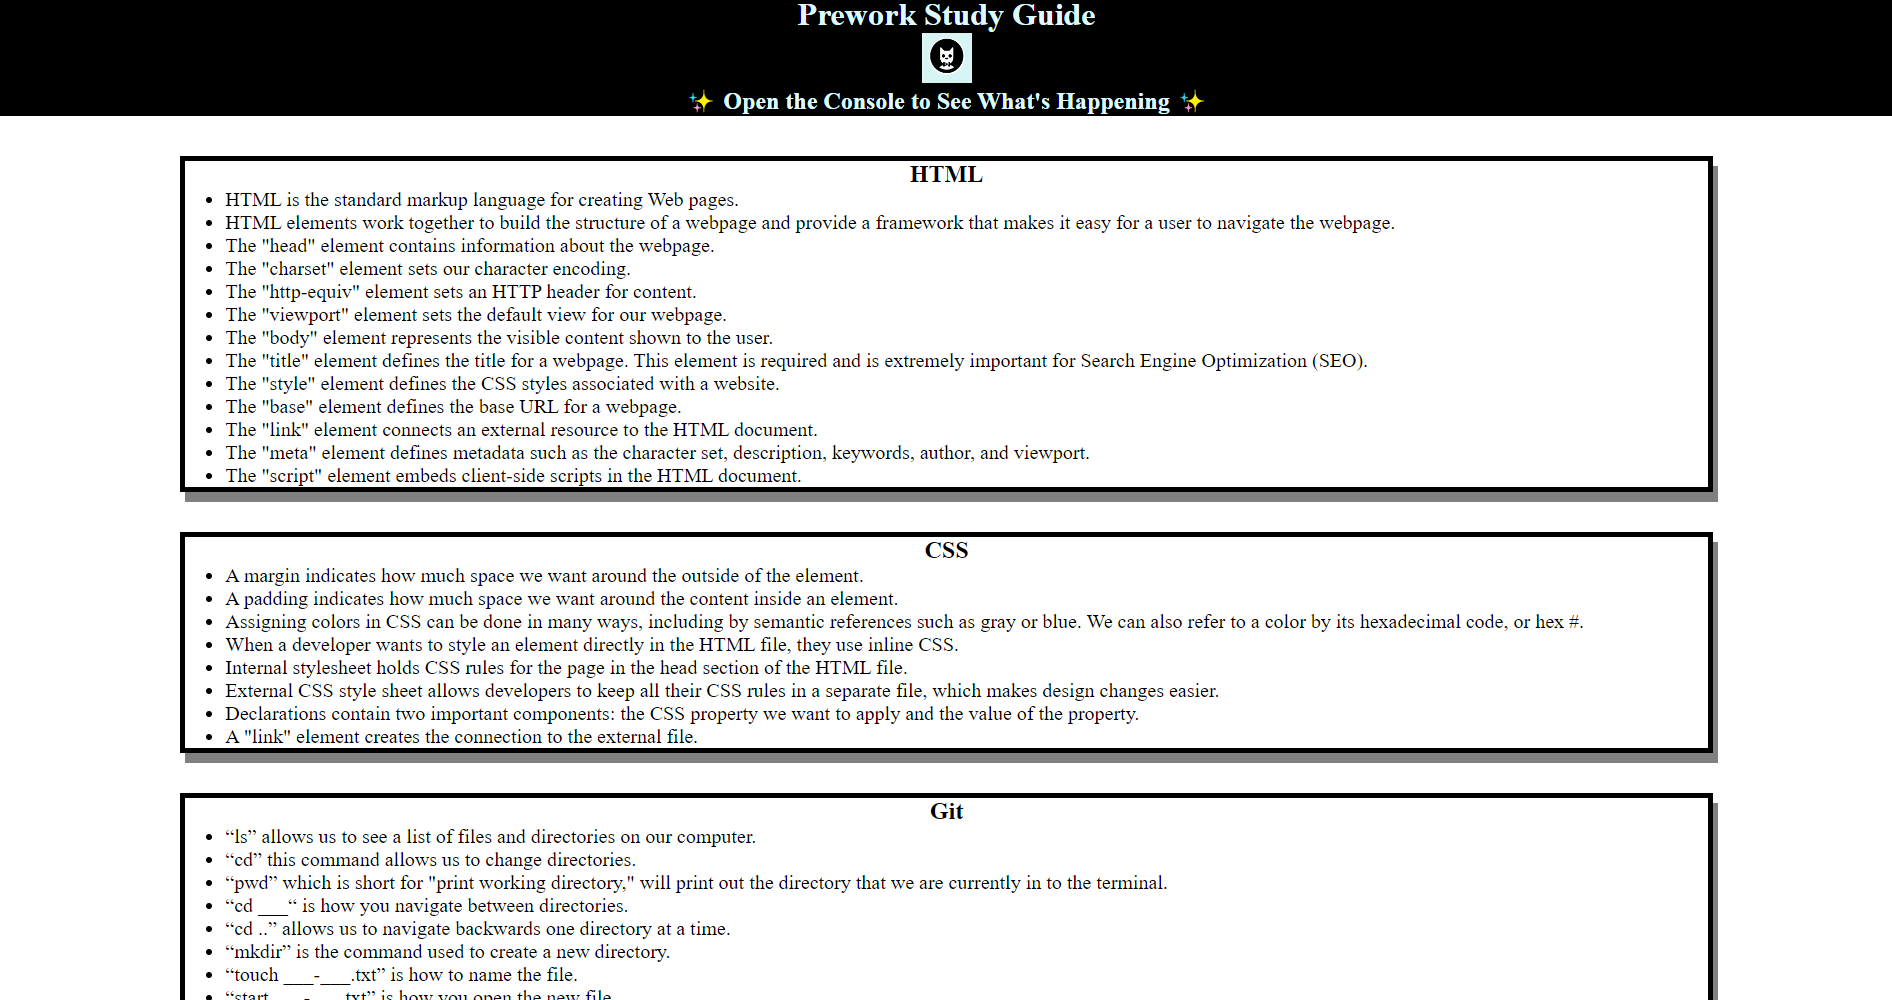 Prework Study Guide
✨ Open the Console to See What's Happening ✨
HTML
• HTML is the standard markup language for creating Web pages.
• HTML elements work together to build the structure of a webpage and provide a framework that makes it easy for a user to navigate the webpage.
• The "head" element contains information about the webpage.
• The "charset" element sets our character encoding.
• The "http-equiv" element sets an HTTP header for content.
• The "viewport" element sets the default view for our webpage.
• The "body" element represents the visible content shown to the user.
• The "title" element defines the title for a webpage. This element is required and is extremely important for Search Engine Optimization (SEO).
• The "style" element defines the CSS styles associated with a website.
• The "base" element defines the base URL for a webpage.
• The "link" element connects an external resource to the HTML document.
• The "meta" element defines metadata such as the character set, description, keywords, author, and viewport.
• The "script" element embeds client-side scripts in the HTML document.
CSS
• A margin indicates how much space we want around the outside of the element.
• A padding indicates how much space we want around the content inside an element.
• Assigning colors in CSS can be done in many ways, including by semantic references such as gray or blue. We can also refer to a color by its hexadecimal code, or hex #.
• When a developer wants to style an element directly in the HTML file, they use inline CSS.
• Internal stylesheet holds CSS rules for the page in the head section of the HTML file.
• External CSS style sheet allows developers to keep all their CSS rules in a separate file, which makes design changes easier.
• Declarations contain two important components: the CSS property we want to apply and the value of the property.
• A "link" element creates the connection to the external file.
Git
• “ls” allows us to see a list of files and directories on our computer.
• “cd” this command allows us to change directories.
• “pwd” which is short for "print working directory," will print out the directory that we are currently in to the terminal.
• “cd ___“ is how you navigate between directories.
• “cd ..” allows us to navigate backwards one directory at a time.
• “mkdir” is the command used to create a new directory.
• “touch ___-___.txt” is how to name the file.
• “start ___-___.txt” is how you open the new file